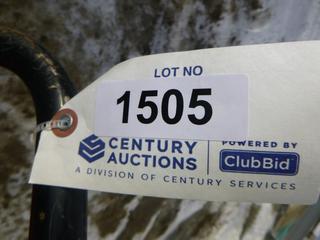 LOT NO
1505
CENTURY AUCTIONS
POWERED BY
ClubBid
A DIVISION OF CENTURY SERVICES